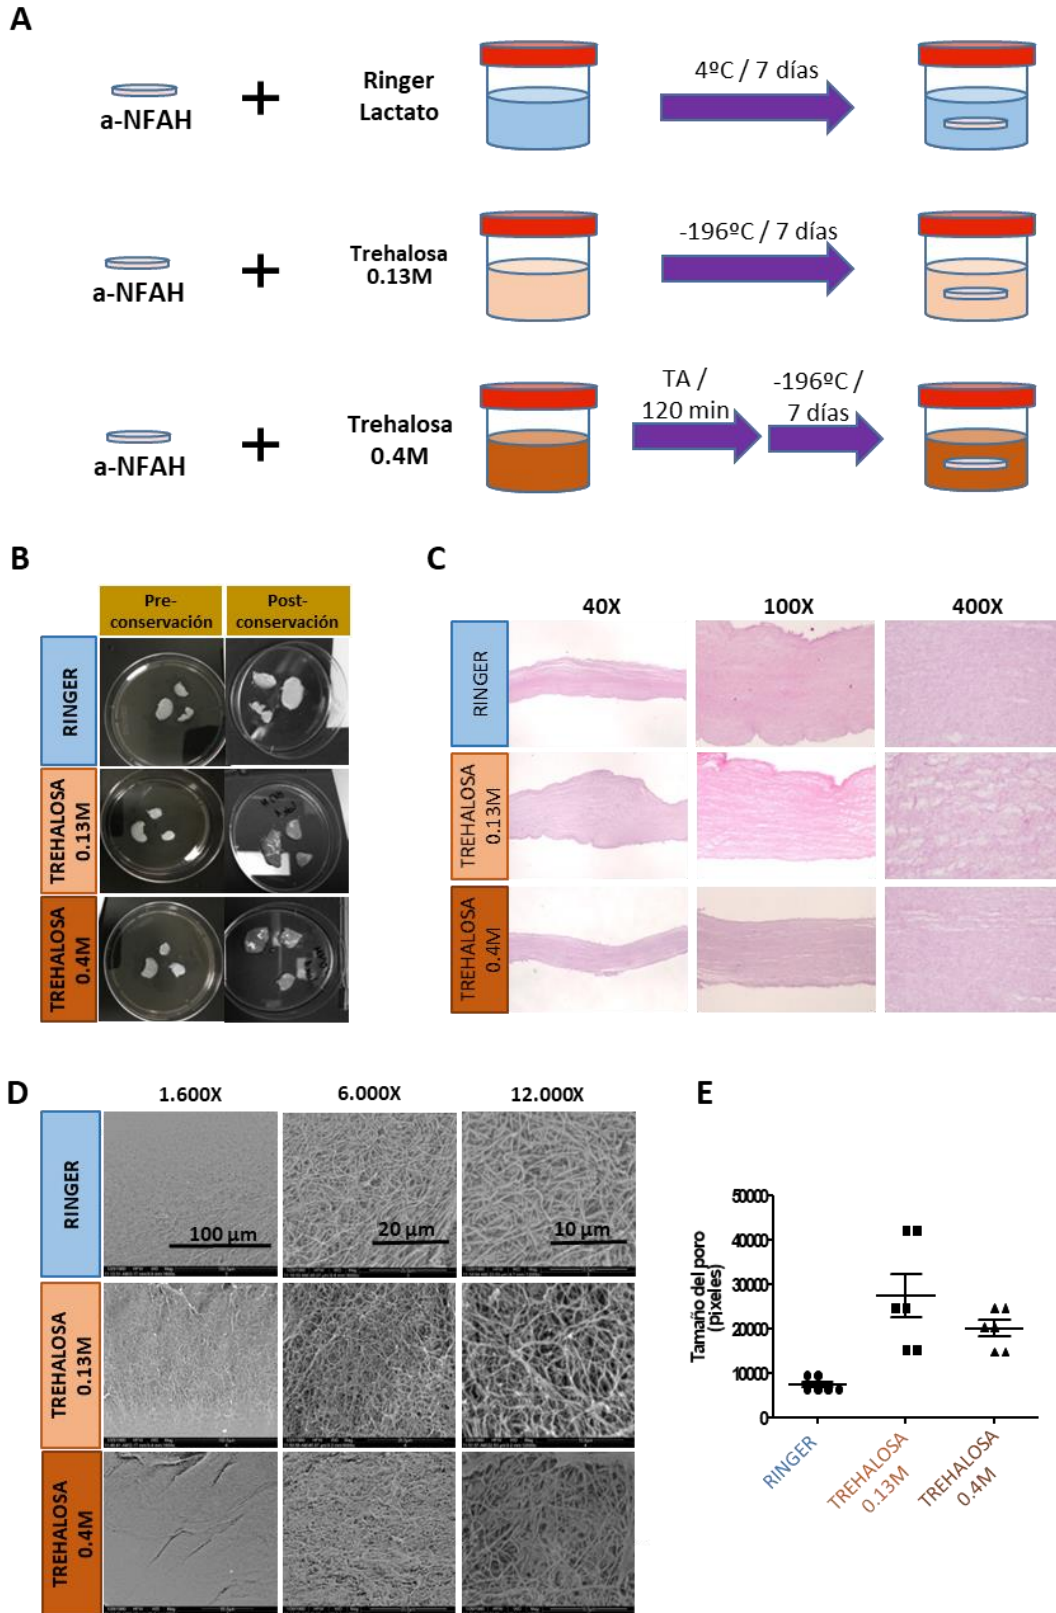 A
a-NFAH
+
Ringer
Lactato
4ºC / 7 días
a-NFAH
+
Trehalosa
0.13M
-196ºC / 7 días
a-NFAH
+
Trehalosa
0.4M
TA /
120 min
-196ºC /
7 días
B
Pre-
conservación
Post-
conservación
RINGER
TREHALOSA
0.13M
TREHALOSA
0.4M
C
40X
100X
400X
RINGER
TREHALOSA
0.13M
TREHALOSA
0.4M
D
1.600X
6.000X
12.000X
RINGER
100 µm
20 µm
10 µm
TREHALOSA
0.13M
TREHALOSA
0.4M
E
Tamaño del poro
(pixeles)
50000
40000
30000
20000
10000
0
RINGER
TREHALOSA
0.13M
TREHALOSA
0.4M